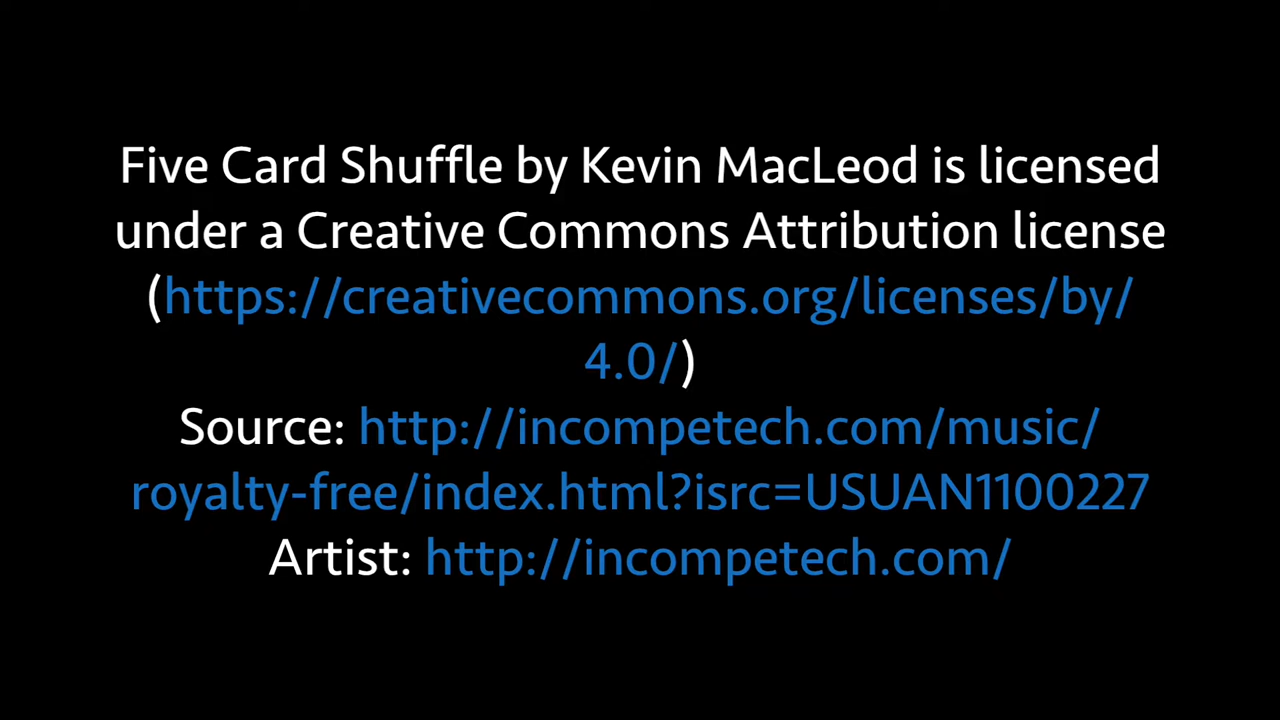 Five Card Shuffle by Kevin MacLeod is licensed
under a Creative Commons Attribution license
(https://creativecommons.org/licenses/by/
4.0/)
Source: http://incompetech.com/music/
royalty-free/index.html?isrc=USUAN1100227
Artist: http://incompetech.com/